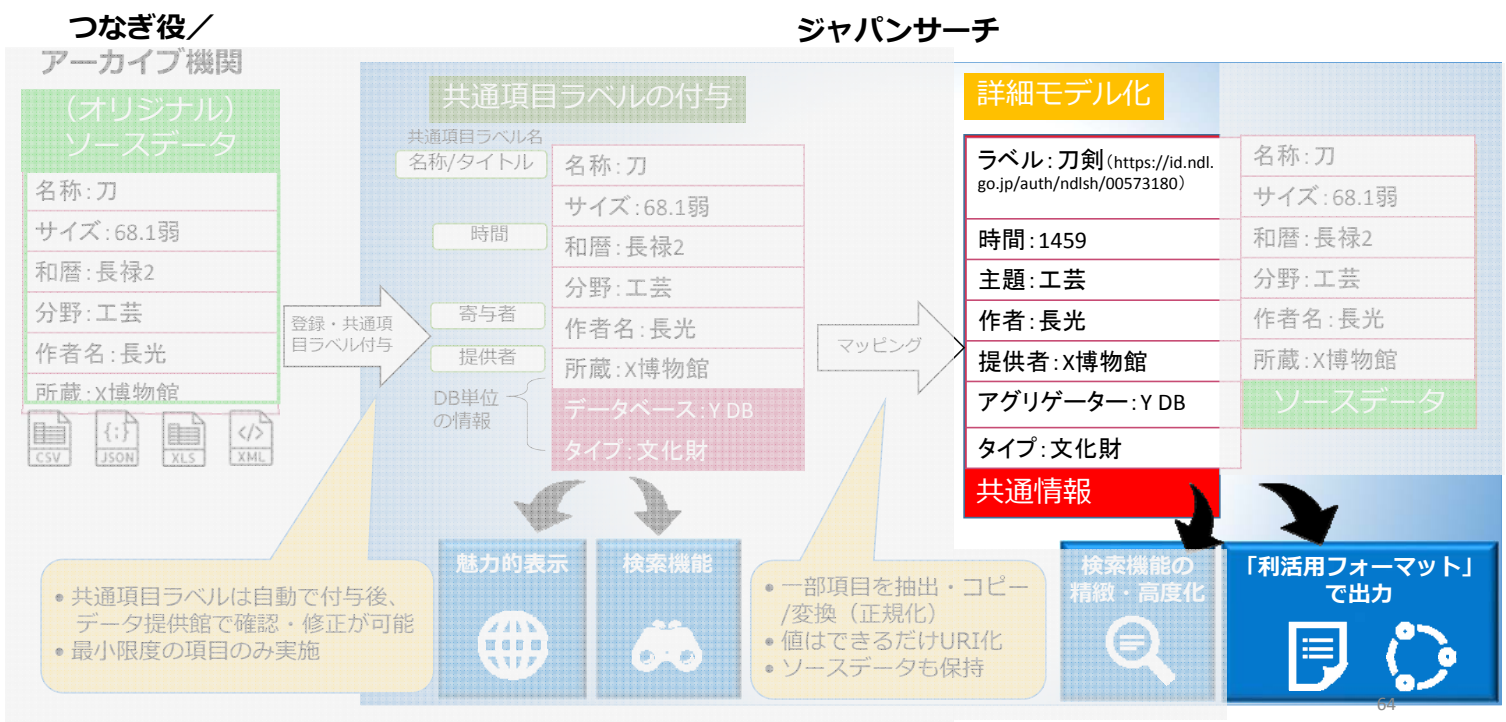 つなぎ役／
アーカイブ機関
ジャパンサーチ
（オリジナル）
ソースデータ
名称：刀
サイズ：68.1弱
和暦：長禄2
分野：工芸
作者名：長光
所蔵：X博物館
CSV
JSON
XLS
XML
登録・共通項
目ラベル付与
共通項目ラベルの付与
共通項目ラベル名
名称/タイトル
時間
寄与者
提供者
DB単位
の情報
名称：刀
サイズ：68.1弱
和暦：長禄2
分野：工芸
作者名：長光
所蔵：X博物館
データベース：Y DB
タイプ：文化財
マッピング
詳細モデル化
ラベル：刀剣（https://id.ndl.
go.jp/auth/ndlsh/00573180）
時間：1459
主題：工芸
作者：長光
提供者：X博物館
アグリゲーター：Y DB
タイプ：文化財
共通情報
名称：刀
サイズ：68.1弱
和暦：長禄2
分野：工芸
作者名：長光
所蔵：X博物館
ソースデータ
• 共通項目ラベルは自動で付与後、
データ提供館で確認・修正が可能
• 最小限度の項目のみ実施
魅力的表示
検索機能
• 一部項目を抽出・コピー
/変換（正規化）
• 値はできるだけURI化
• ソースデータも保持
検索機能の
精緻・高度化
「利活用フォーマット」
で出力
64